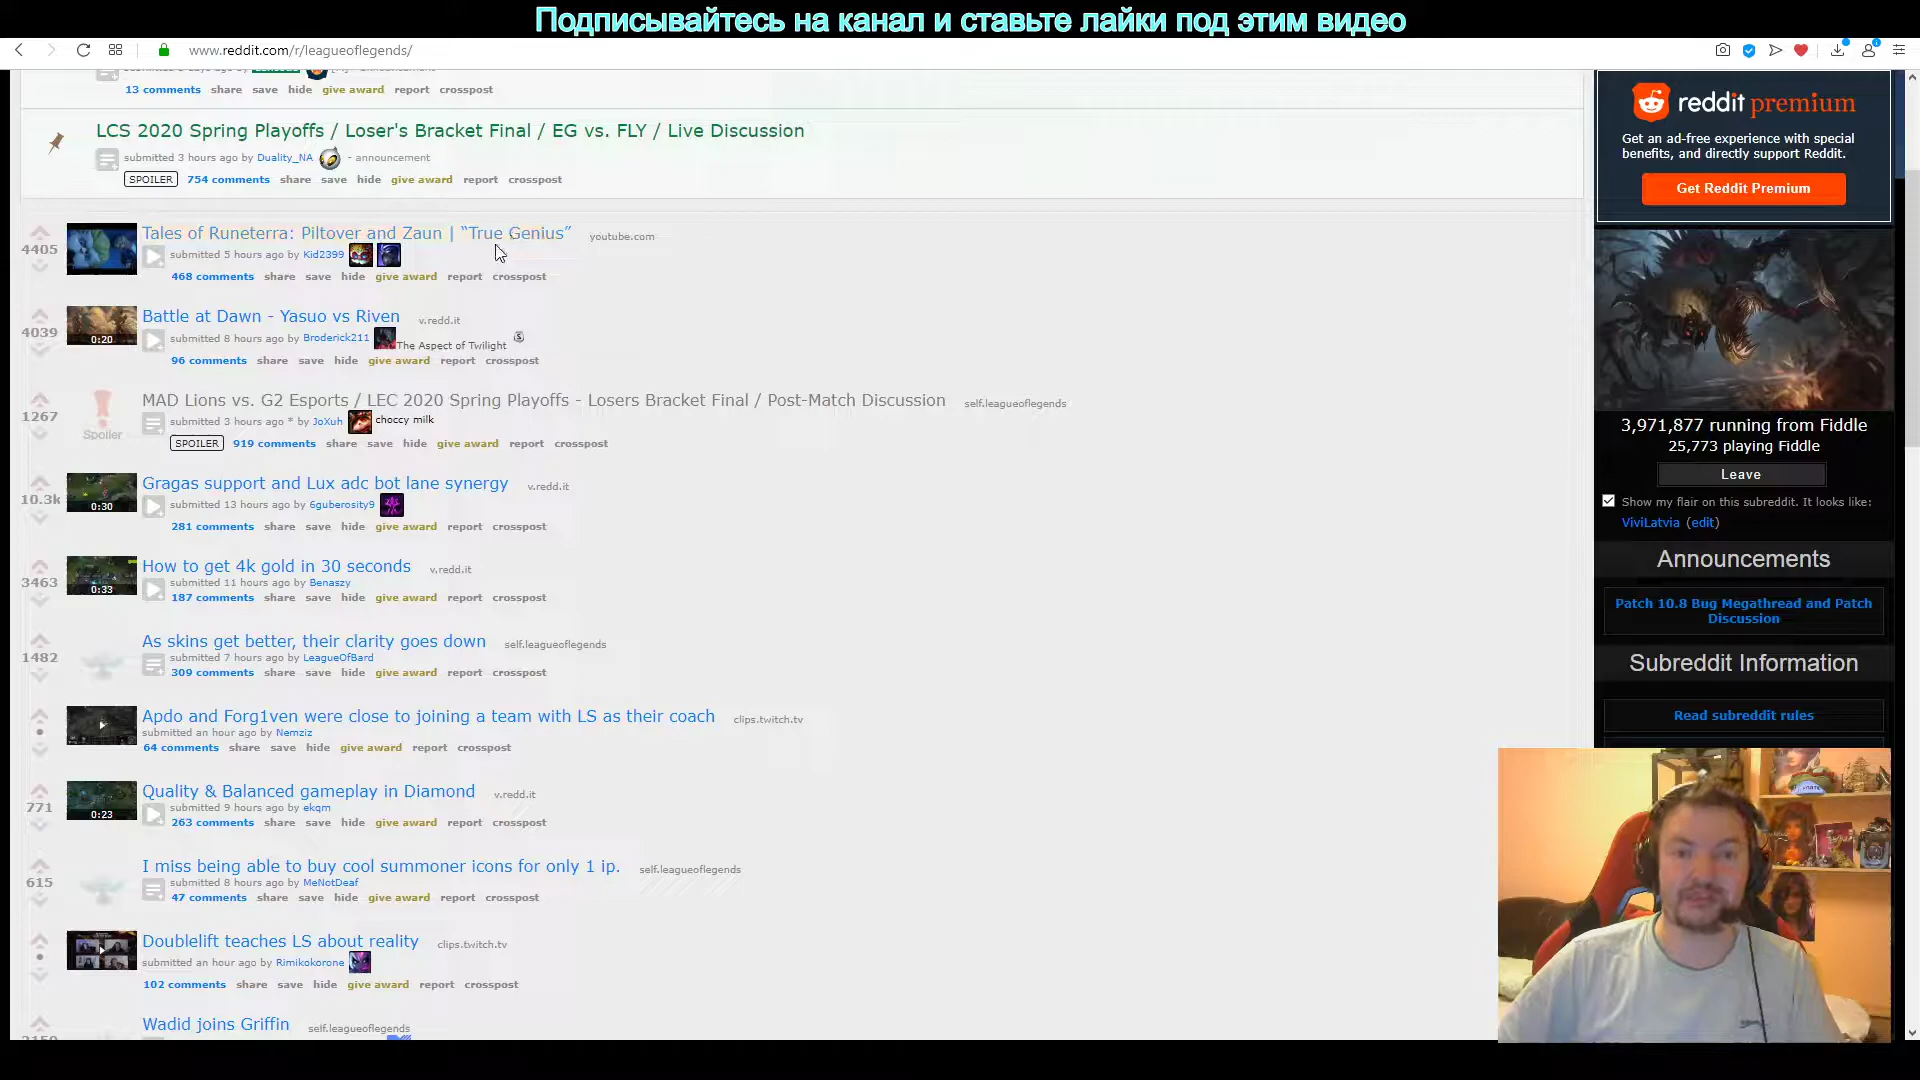 Подписывайтесь на канал и ставьте лайки под этим видео
www.reddit.com/r/leagueoflegends/
13 comments share save hide give award report crosspost
LCS 2020 Spring Playoffs / Loser's Bracket Final / EG vs. FLY / Live Discussion
submitted 3 hours ago by Duality_NA - announcement
SPOILER 754 comments share save hide give award report crosspost
4405
Tales of Runeterra: Piltover and Zaun | “True Genius” youtube.com
submitted 5 hours ago by Kid2399
468 comments share save hide give award report crosspost
4039
0:20
Battle at Dawn - Yasuo vs Riven v.redd.it
submitted 8 hours ago by Broderick211 The Aspect of Twilight
96 comments share save hide give award report crosspost
1267
Spoiler
MAD Lions vs. G2 Esports / LEC 2020 Spring Playoffs - Losers Bracket Final / Post-Match Discussion self.leagueoflegends
submitted 3 hours ago * by JoXuh choccy milk
SPOILER 919 comments share save hide give award report crosspost
10.3k
0:30
Gragas support and Lux adc bot lane synergy v.redd.it
submitted 13 hours ago by 6guberosity9
281 comments share save hide give award report crosspost
3463
0:33
How to get 4k gold in 30 seconds v.redd.it
submitted 11 hours ago by Benaszy
187 comments share save hide give award report crosspost
1482
As skins get better, their clarity goes down self.leagueoflegends
submitted 7 hours ago by LeagueOfBard
309 comments share save hide give award report crosspost
•
Apdo and Forg1ven were close to joining a team with LS as their coach clips.twitch.tv
submitted an hour ago by Nemziz
64 comments share save hide give award report crosspost
771
0:23
Quality & Balanced gameplay in Diamond v.redd.it
submitted 9 hours ago by ekqm
263 comments share save hide give award report crosspost
615
I miss being able to buy cool summoner icons for only 1 ip. self.leagueoflegends
submitted 8 hours ago by MeNotDeaf
47 comments share save hide give award report crosspost
•
Doublelift teaches LS about reality clips.twitch.tv
submitted an hour ago by Rimikokorone
102 comments share save hide give award report crosspost
Wadid joins Griffin self.leagueoflegends
reddit premium
Get an ad-free experience with special
benefits, and directly support Reddit.
Get Reddit Premium
3,971,877 running from Fiddle
25,773 playing Fiddle
Leave
Show my flair on this subreddit. It looks like:
ViviLatvia (edit)
Announcements
Patch 10.8 Bug Megathread and Patch
Discussion
Subreddit Information
Read subreddit rules